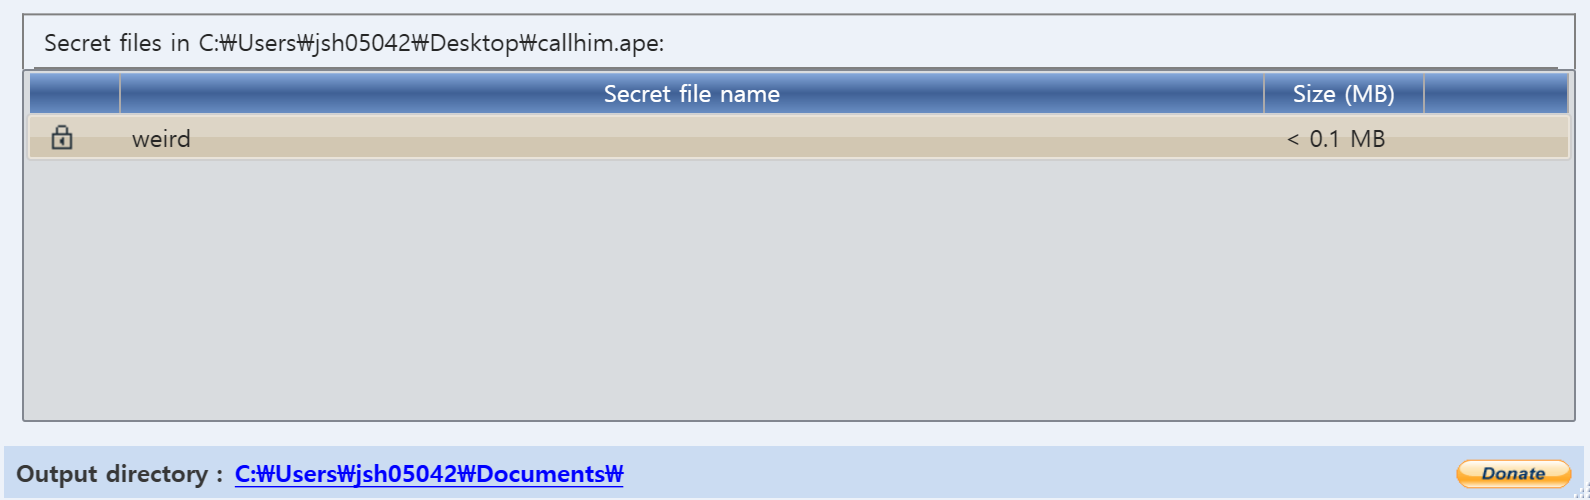 Secret files in C:₩Users₩jsh05042₩Desktop₩callhim.ape:
Secret file name Size (MB)
weird < 0.1 MB
Output directory : C:₩Users₩jsh05042₩Documents₩ Donate